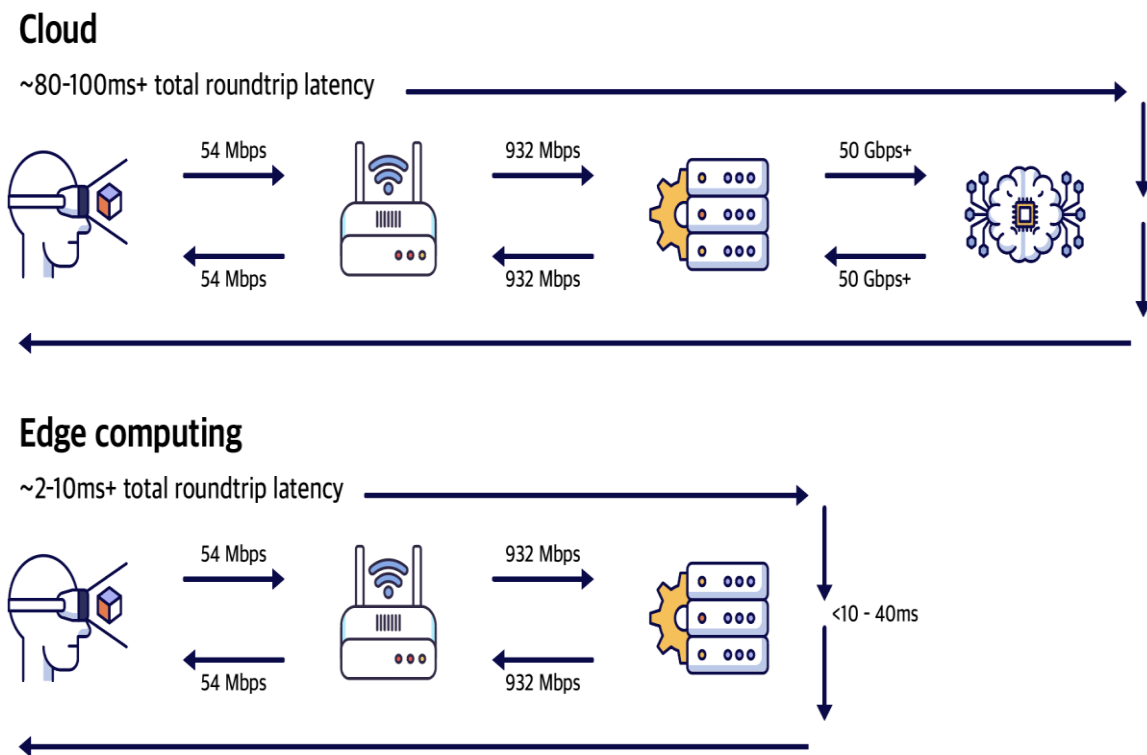 Cloud
~80-100ms+ total roundtrip latency
54 Mbps
932 Mbps
50 Gbps+
54 Mbps
932 Mbps
50 Gbps+
Edge computing
~2-10ms+ total roundtrip latency
54 Mbps
932 Mbps
<10 - 40ms
54 Mbps
932 Mbps